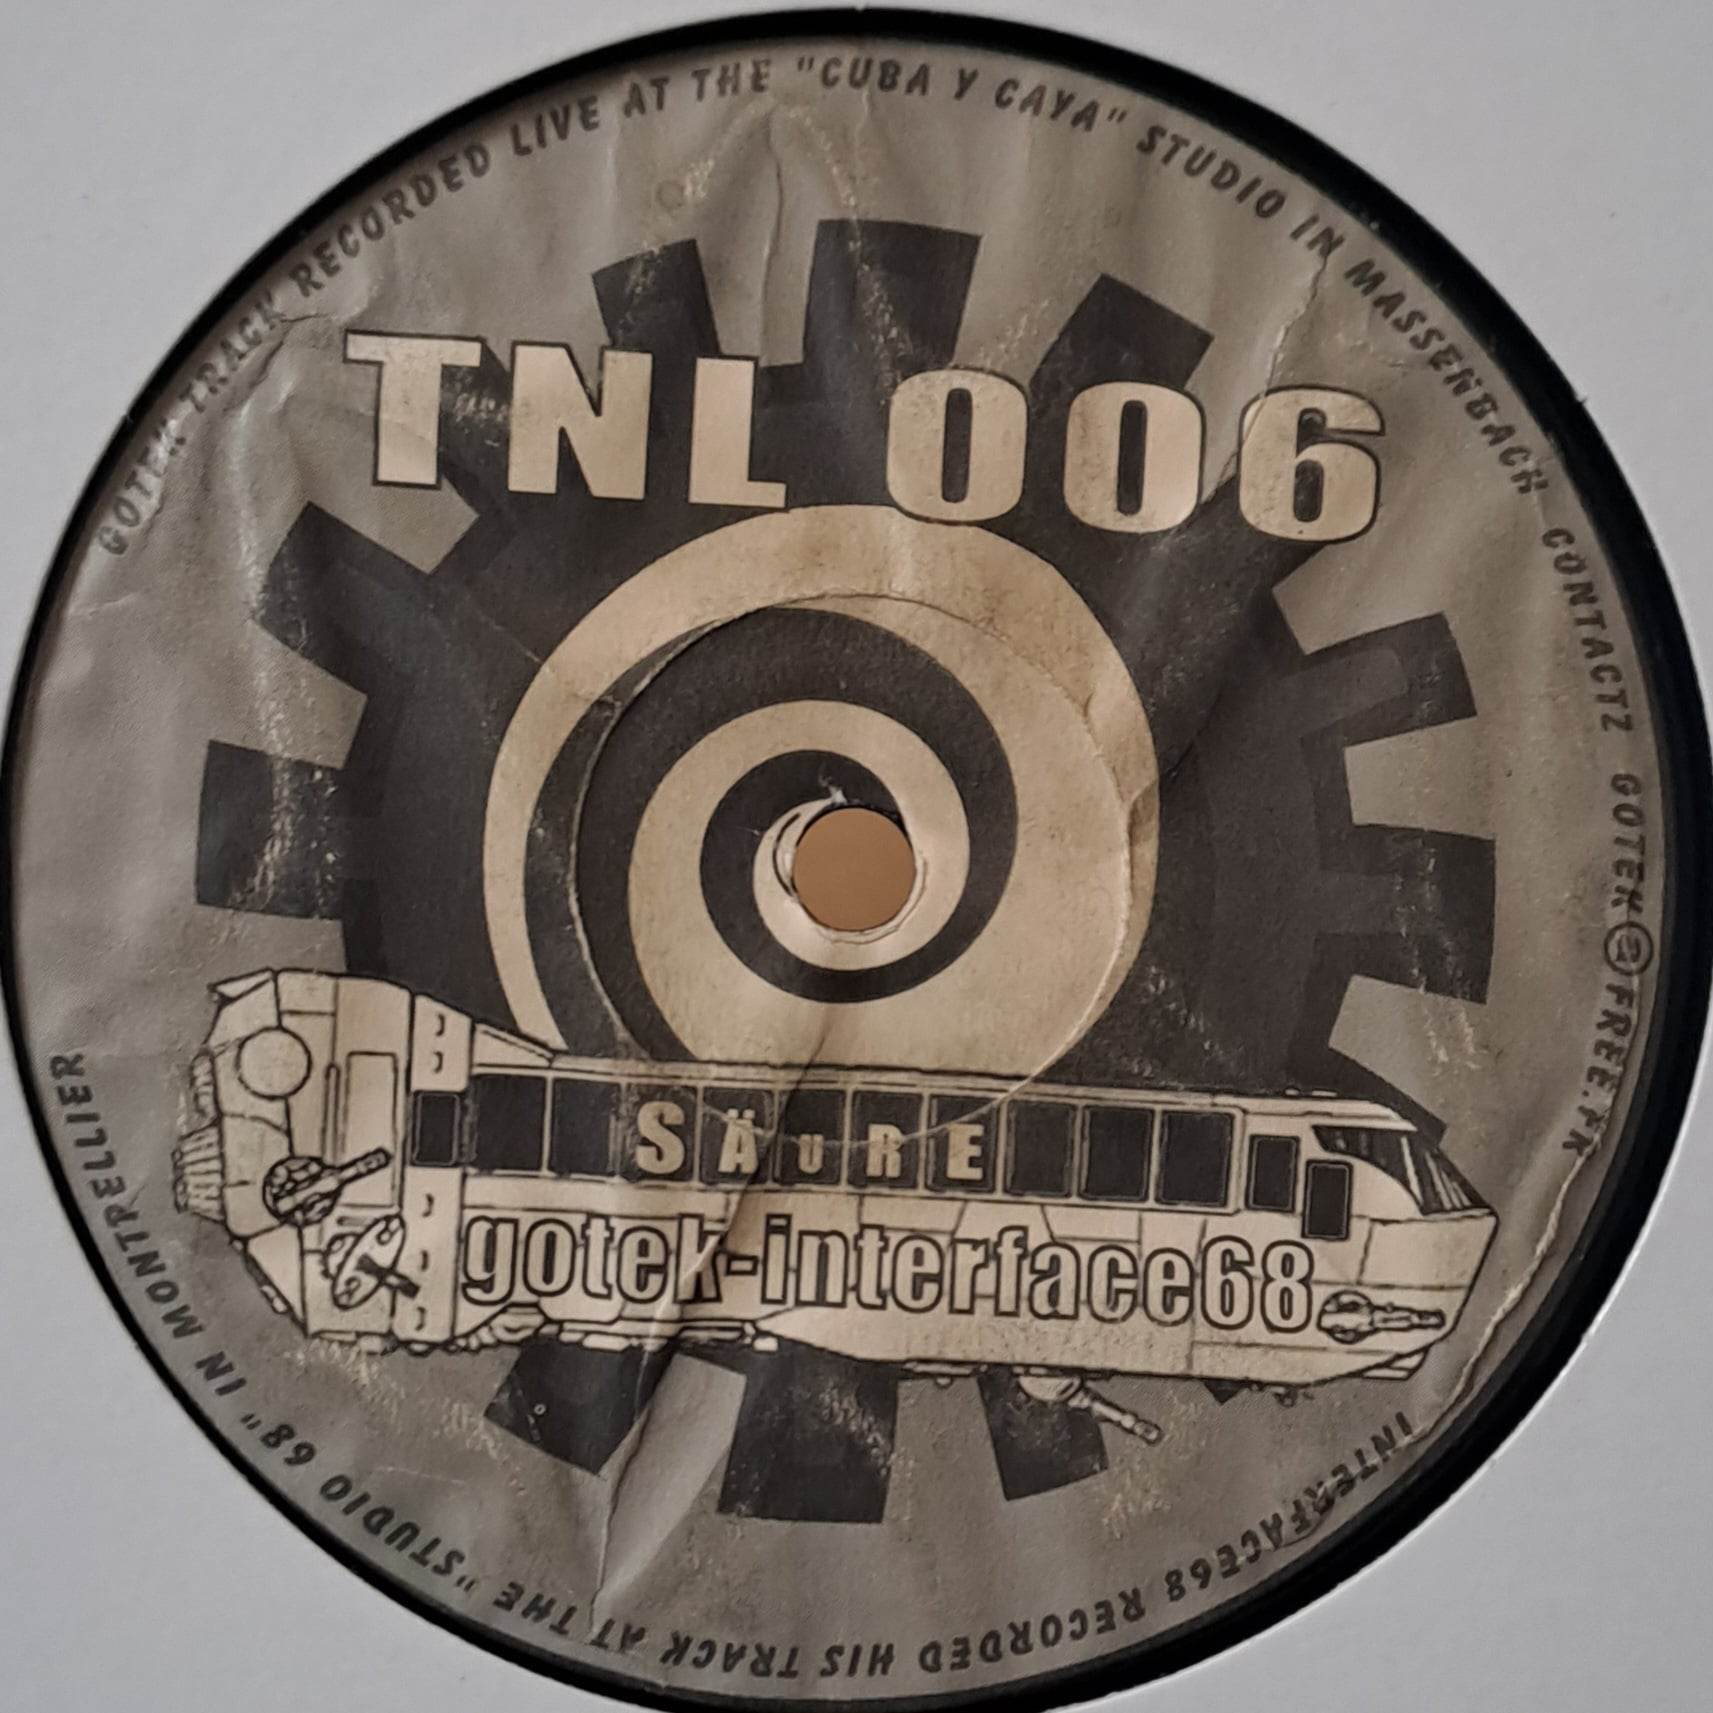 GOTEK TRACK RECORDED LIVE AT THE "CUBA Y CAYA" STUDIO IN MASSENBACH CONTACTZ GOTEK@FREE.FR
TNL 006
SÄuRE
gotek-interface68
INTERFACE68 RECORDED HIS TRACK AT THE "STUDIO 68" IN MONTPELLIER